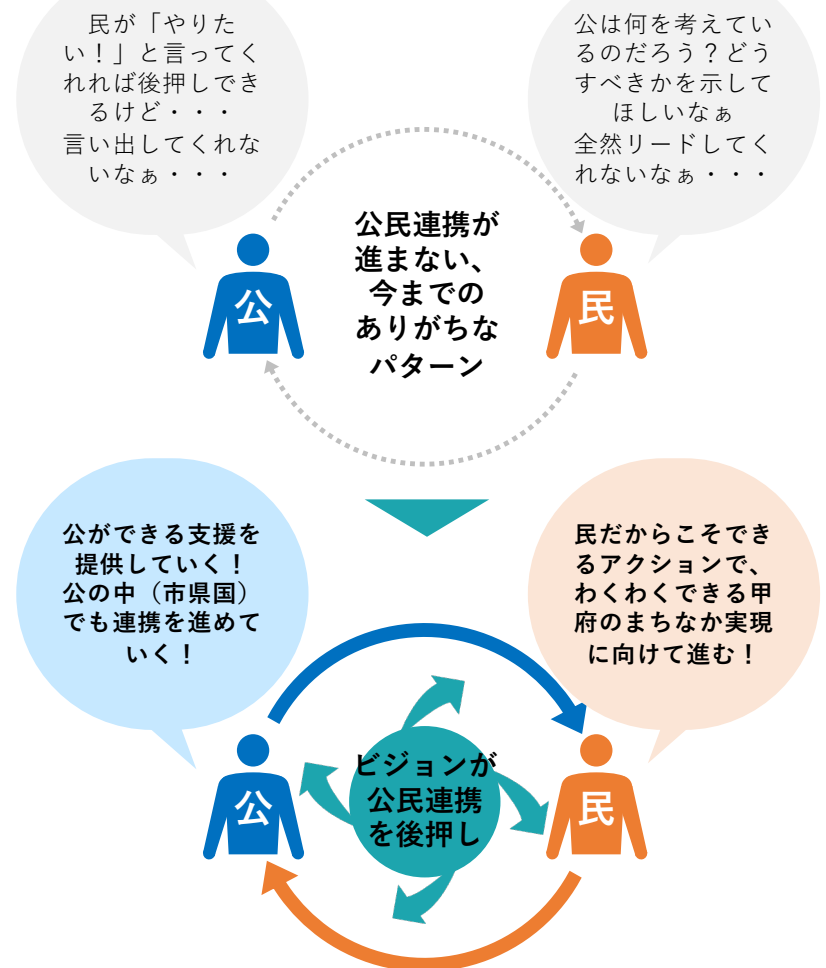 民が「やりた
い！」と言ってく
れれば後押しでき
るけど・・・
言い出してくれな
いなぁ・・・
公は何を考えてい
るのだろう？どう
すべきかを示して
ほしいなぁ
全然リードしてく
れないなぁ・・・
公民連携が
進まない、
今までの
ありがちな
パターン
公
民
公ができる支援を
提供していく！
公の中（市県国）
でも連携を進めて
いく！
民だからこそでき
るアクションで、
わくわくできる甲
府のまちなか実現
に向けて進む！
ビジョンが
公民連携
を後押し
公
民